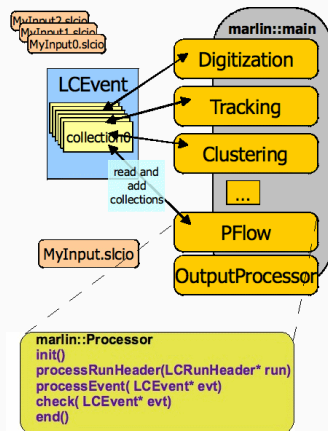 MyInput2.slcio
MyInput1.slcio
MyInput0.slcio
marlin::main
LCEvent
collection0
read and
add
collections
Digitization
Tracking
Clustering
...
PFlow
OutputProcessor
MyInput.slcio
marlin::Processor
init()
processRunHeader(LCRunHeader* run)
processEvent( LCEvent* evt)
check( LCEvent* evt)
end()